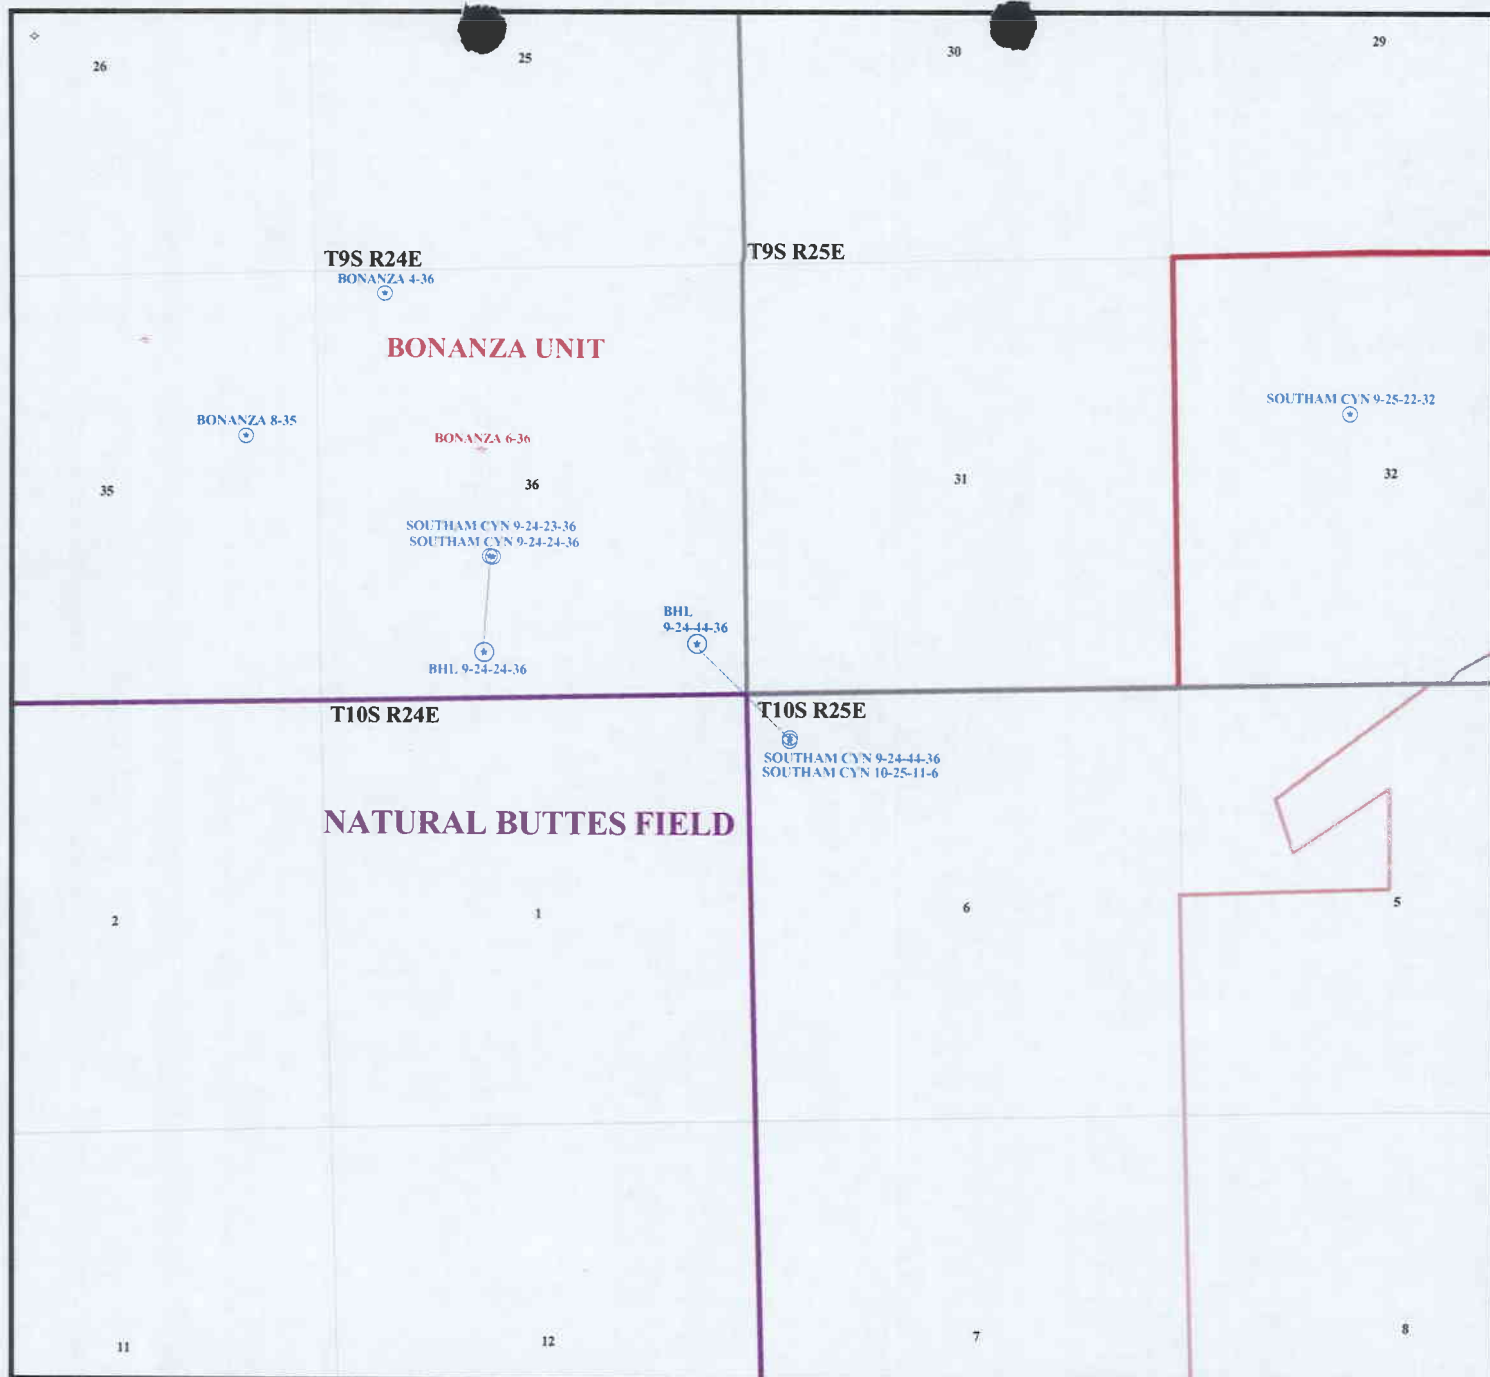 26
25
30
29
T9S R24E
T9S R25E
BONANZA 4-36
BONANZA UNIT
SOUTHAM CYN 9-25-22-32
BONANZA 8-35
BONANZA 6-36
35
36
31
32
SOUTHAM CYN 9-24-23-36
SOUTHAM CYN 9-24-24-36
BHL
9-24-44-36
BHL 9-24-24-36
T10S R24E
T10S R25E
SOUTHAM CYN 9-24-44-36
SOUTHAM CYN 10-25-11-6
NATURAL BUTTES FIELD
2
1
6
5
11
12
7
8